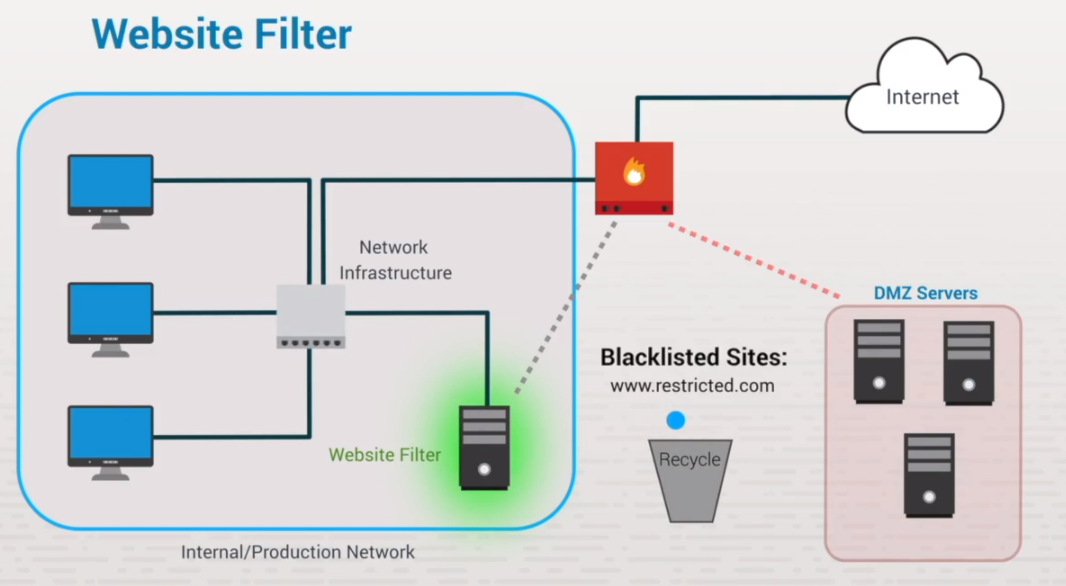 Website Filter
Internet
Network
Infrastructure
DMZ Servers
Blacklisted Sites:
www.restricted.com
Website Filter
Recycle
Internal/Production Network